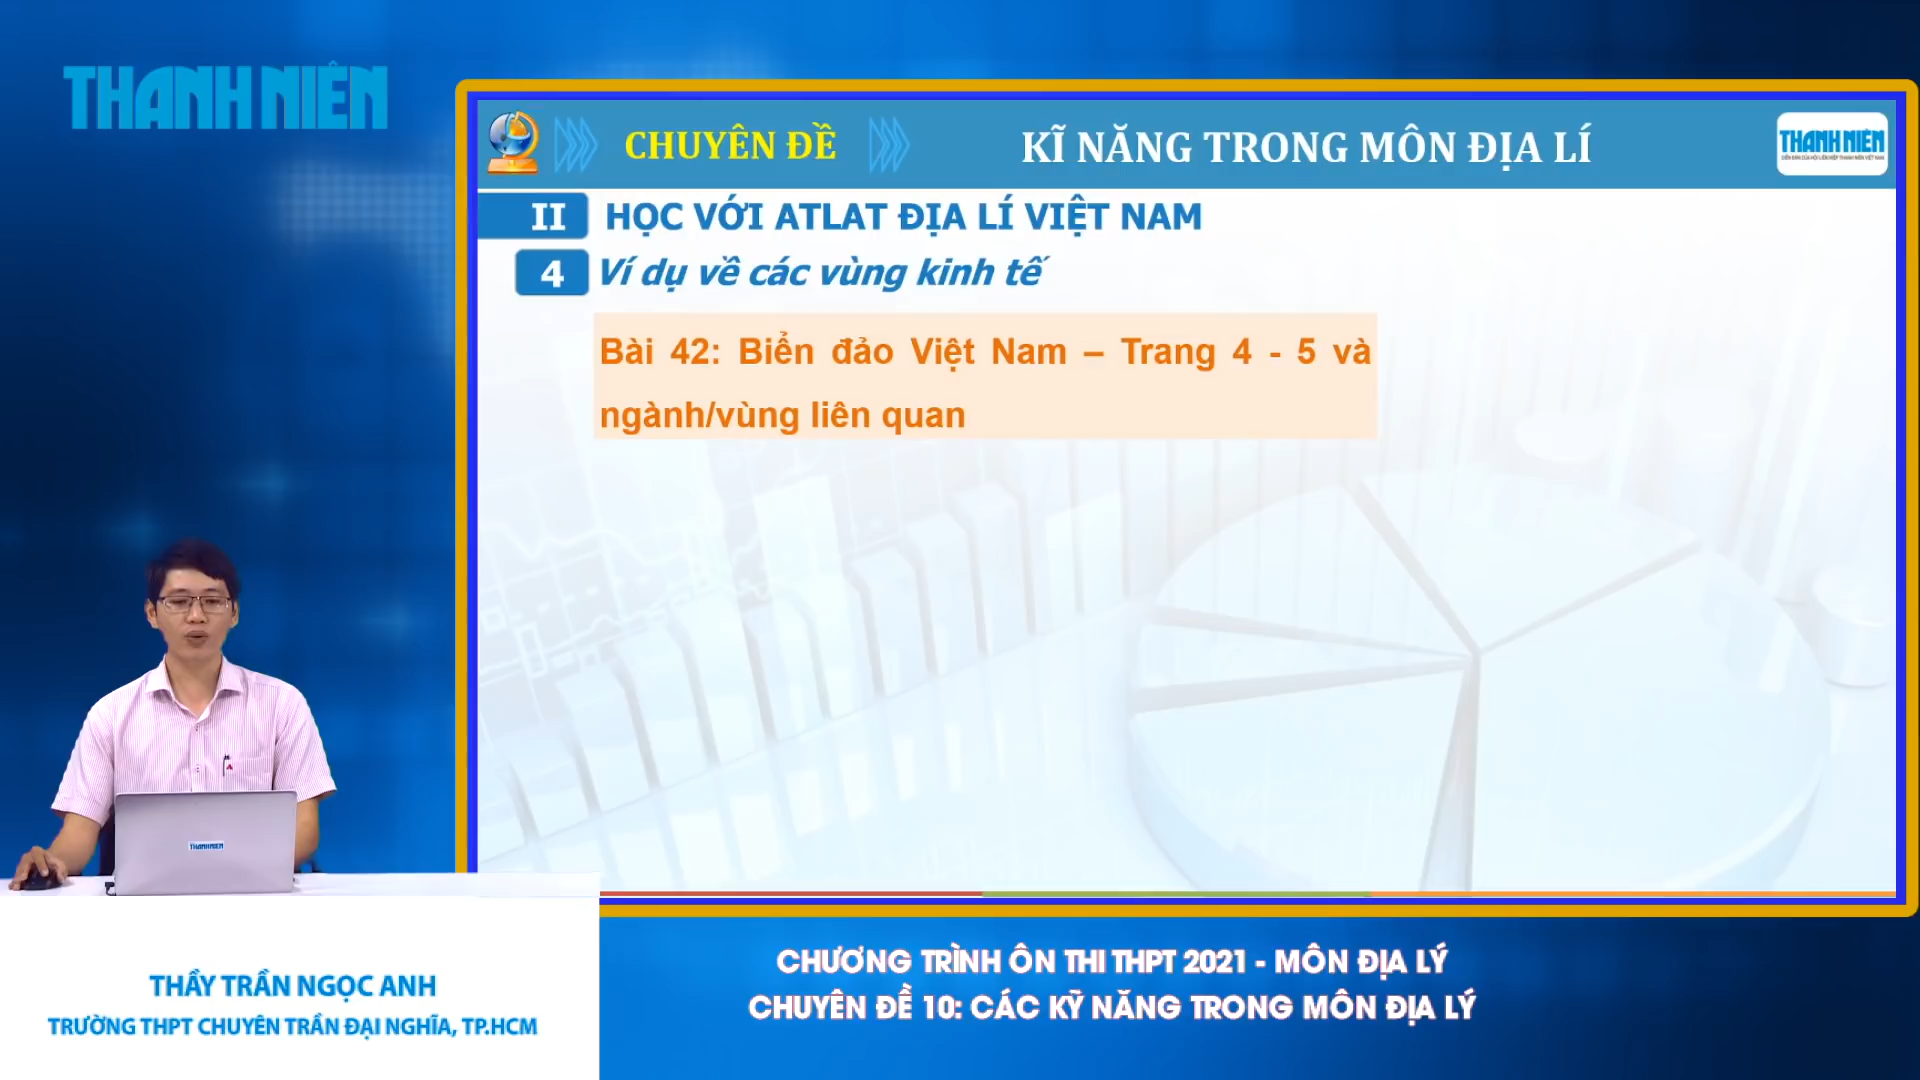 THANH NIÊN
CHUYÊN ĐỀ
KĨ NĂNG TRONG MÔN ĐỊA LÍ
THANH NIÊN
II
HỌC VỚI ATLAT ĐỊA LÍ VIỆT NAM
4
Ví dụ về các vùng kinh tế
Bài 42: Biển đảo Việt Nam – Trang 4 - 5 và
ngành/vùng liên quan
THANH NIÊN
THẦY TRẦN NGỌC ANH
TRƯỜNG THPT CHUYÊN TRẦN ĐẠI NGHĨA, TP.HCM
CHƯƠNG TRÌNH ÔN THI THPT 2021 - MÔN ĐỊA LÝ
CHUYÊN ĐỀ 10: CÁC KỸ NĂNG TRONG MÔN ĐỊA LÝ